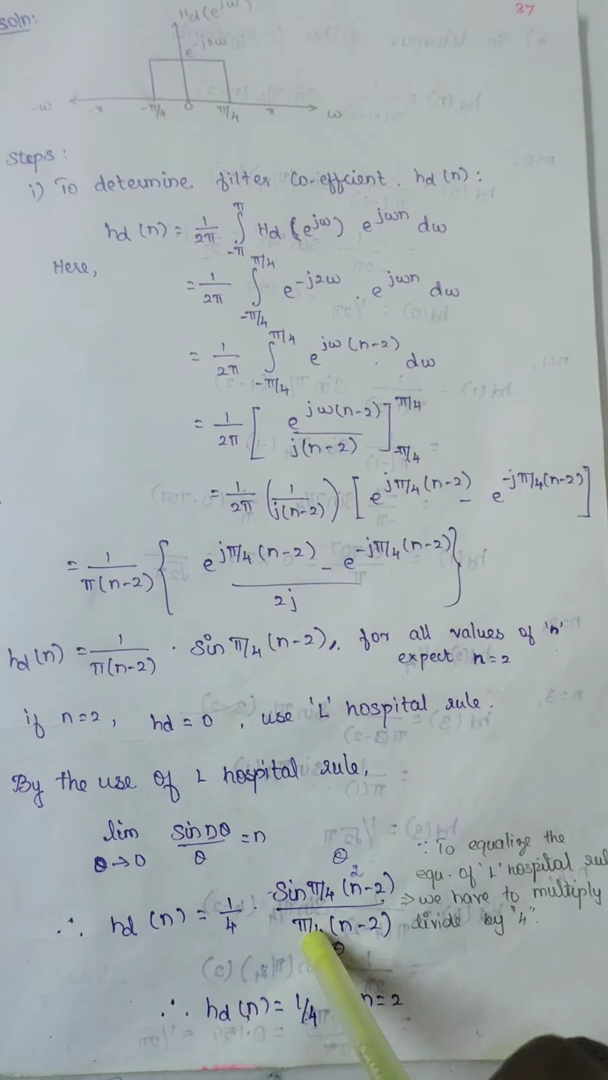 soln:
37
Hd(e^jω)
e^-j2ω
-ω -π -π/4 0 π/4 π ω
Steps:
i) To determine filter Co-effcient. hd(n):
hd(n) = 1/2π ∫_-π^π Hd(e^jω) e^jωn dω
Here,
= 1/2π ∫_-π/4^π/4 e^-j2ω . e^jωn dω
= 1/2π ∫_-π/4^π/4 e^jω(n-2) dω
= 1/2π [e^jω(n-2) / j(n-2)]_-π/4^π/4
= 1/2π (1/j(n-2)) [e^jπ/4(n-2) - e^-jπ/4(n-2)]
= 1/π(n-2) {e^jπ/4(n-2) - e^-jπ/4(n-2) / 2j}
hd(n) = 1/π(n-2) . sin π/4(n-2), for all values of 'n'
expect n=2
if n=2, hd=0, use 'L' hospital rule.
By the use of L hospital rule,
lim θ→0 sin nθ/θ = n
∵ To equalize the
equ. of 'L' hospital rule
⇒ we have to multiply
divide by "4".
∴ hd(n) = 1/4 . sin π/4(n-2) / (n-2)
∴ hd(n) = 1/4 n=2